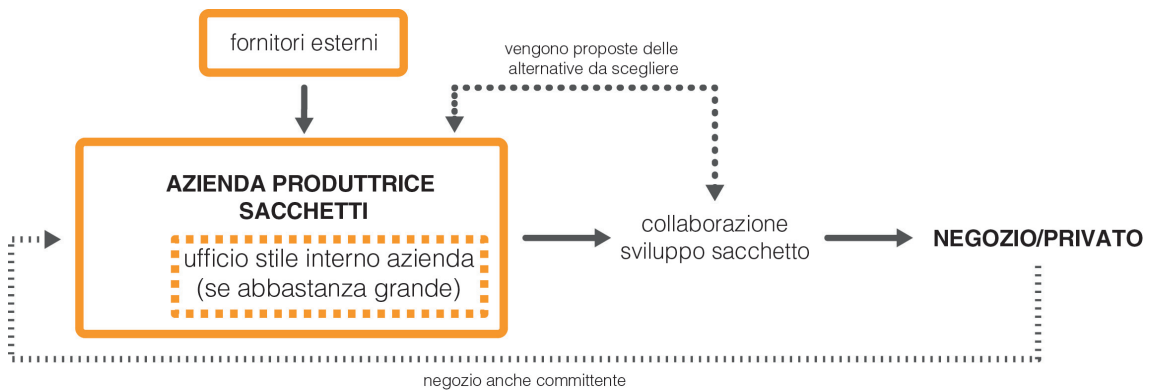 fornitori esterni
vengono proposte delle
alternative da scegliere
AZIENDA PRODUTTRICE
SACCHETTI
ufficio stile interno azienda
(se abbastanza grande)
collaborazione
sviluppo sacchetto
NEGOZIO/PRIVATO
negozio anche committente